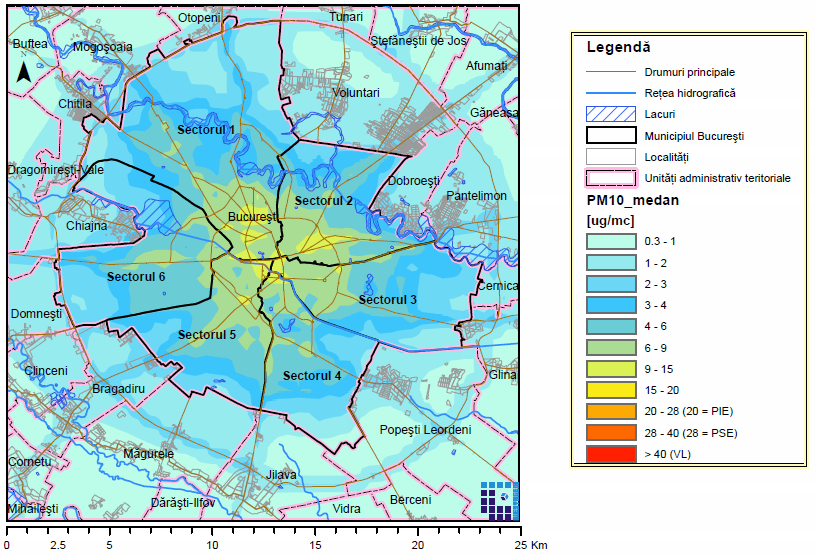 Otopeni
Tunari
Buftea
Mogoşoaia
Ştefăneştii de Jos
Afumaţi
Chitila
Voluntari
Găneasa
Sectorul 1
Dragomireşti-Vale
Dobroeşti
Sectorul 2
Pantelimon
Bucureşti
Chiajna
Sectorul 6
Sectorul 3
Cernica
Domneşti
Sectorul 5
Clinceni
Sectorul 4
Glina
Bragadiru
Popeşti Leordeni
Măgurele
Cornetu
Jilava
Dărăşti-Ilfov
Berceni
Mihăileşti
Vidra
0 2.5 5 10 15 20 25 Km
Legendă
Drumuri principale
Reţea hidrografică
Lacuri
Municipiul Bucureşti
Localităţi
Unităţi administrativ teritoriale
PM10_medan
[ug/mc]
0.3 - 1
1 - 2
2 - 3
3 - 4
4 - 6
6 - 9
9 - 15
15 - 20
20 - 28 (20 = PIE)
28 - 40 (28 = PSE)
> 40 (VL)